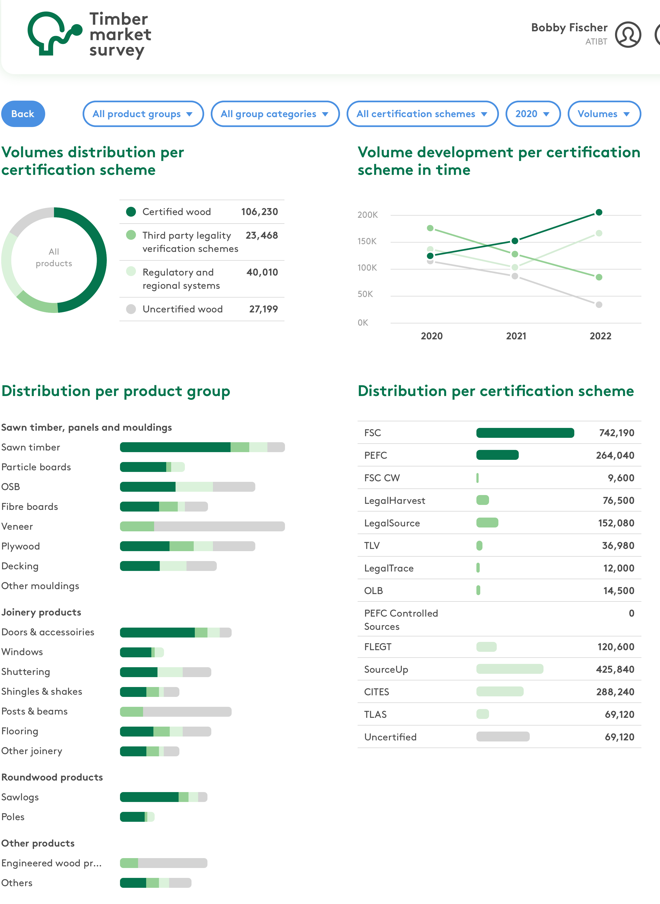 Timber
market
survey
Bobby Fischer
ATIBT
Back
All product groups
All group categories
All certification schemes
2020
Volumes
Volumes distribution per
certification scheme
All
products
Certified wood 106,230
Third party legality 23,468
verification schemes
Regulatory and 40,010
regional systems
Uncertified wood 27,199
Volume development per certification
scheme in time
200K
150K
100K
50K
0K
2020 2021 2022
Distribution per product group
Sawn timber, panels and mouldings
Sawn timber
Particle boards
OSB
Fibre boards
Veneer
Plywood
Decking
Other mouldings
Joinery products
Doors & accessoiries
Windows
Shuttering
Shingles & shakes
Posts & beams
Flooring
Other joinery
Roundwood products
Sawlogs
Poles
Other products
Engineered wood pr...
Others
Distribution per certification scheme
FSC 742,190
PEFC 264,040
FSC CW 9,600
LegalHarvest 76,500
LegalSource 152,080
TLV 36,980
LegalTrace 12,000
OLB 14,500
PEFC Controlled 0
Sources
FLEGT 120,600
SourceUp 425,840
CITES 288,240
TLAS 69,120
Uncertified 69,120